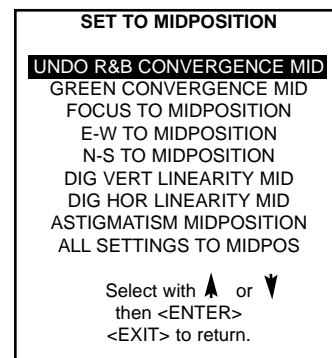 SET TO MIDPOSITION
UNDO R&B CONVERGENCE MID
GREEN CONVERGENCE MID
FOCUS TO MIDPOSITION
E-W TO MIDPOSITION
N-S TO MIDPOSITION
DIG VERT LINEARITY MID
DIG HOR LINEARITY MID
ASTIGMATISM MIDPOSITION
ALL SETTINGS TO MIDPOS
Select with or
then <ENTER>
<EXIT> to return.